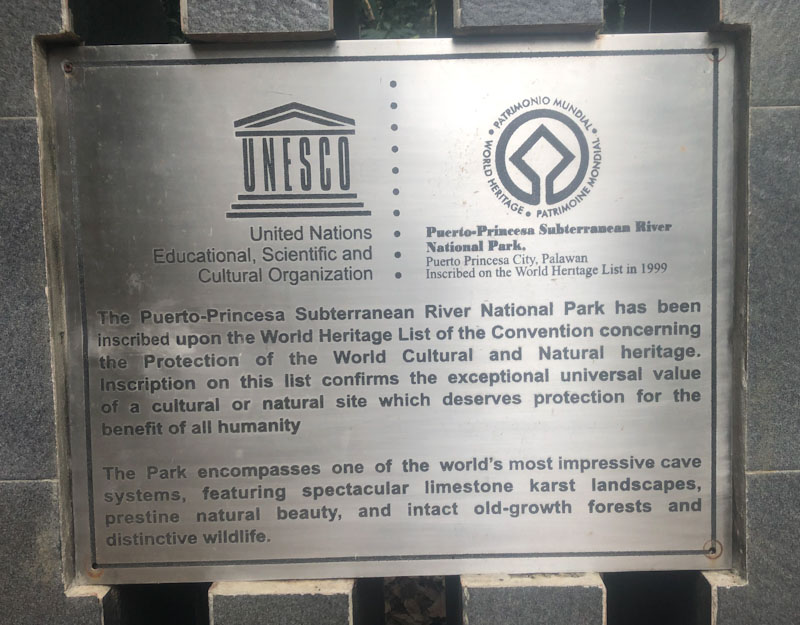 UNESCO
United Nations
Educational, Scientific and
Cultural Organization
PATRIMONIO MUNDIAL • WORLD HERITAGE • PATRIMOINE MONDIAL •
Puerto-Princesa Subterranean River
National Park,
Puerto Princesa City, Palawan
Inscribed on the World Heritage List in 1999
The Puerto-Princesa Subterranean River National Park has been
inscribed upon the World Heritage List of the Convention concerning
the Protection of the World Cultural and Natural heritage.
Inscription on this list confirms the exceptional universal value
of a cultural or natural site which deserves protection for the
benefit of all humanity
The Park encompasses one of the world's most impressive cave
systems, featuring spectacular limestone karst landscapes,
prestine natural beauty, and intact old-growth forests and
distinctive wildlife.